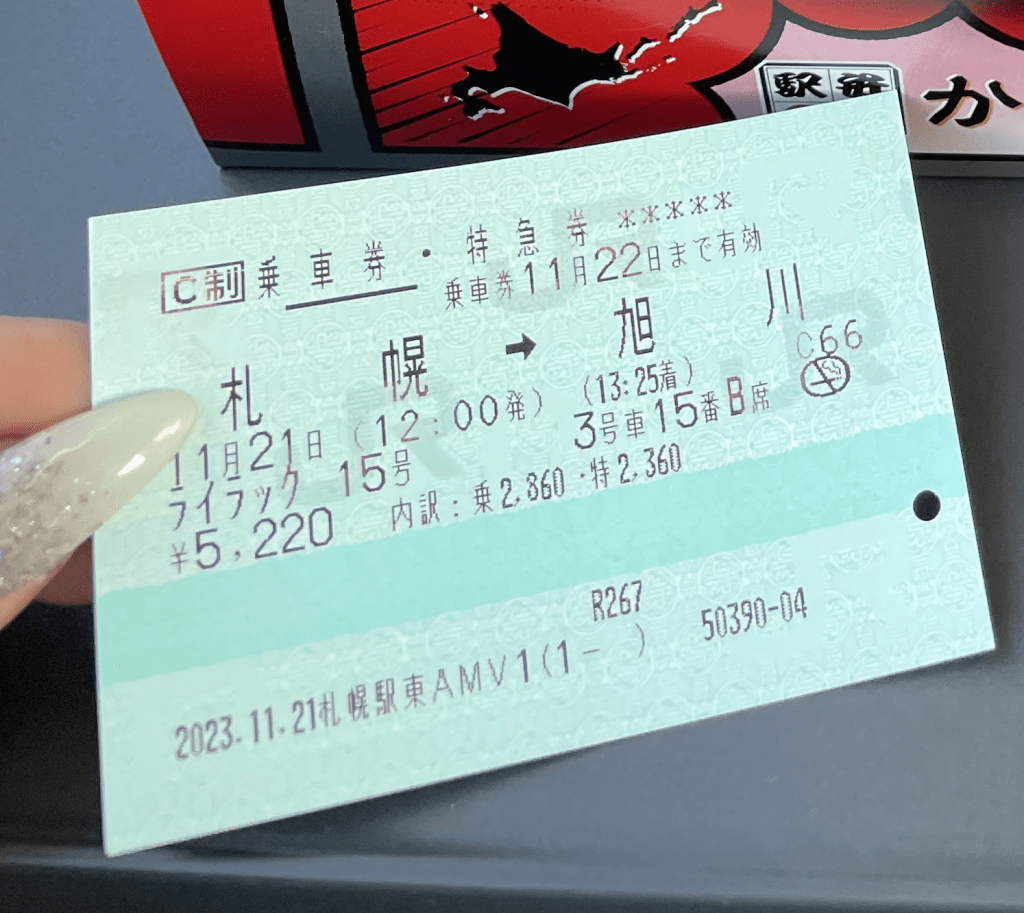 駅弁
か
C制 乗車券・特急券 *****
乗車券11月22日まで有効
札幌 → 旭川
11月21日 (12:00発) (13:25着) C66
ライラック 15号 3号車15番B席
¥5,220 内訳：乗2,860・特2,360
R267
2023.11.21札幌駅東AMV1(1- ) 50390-04